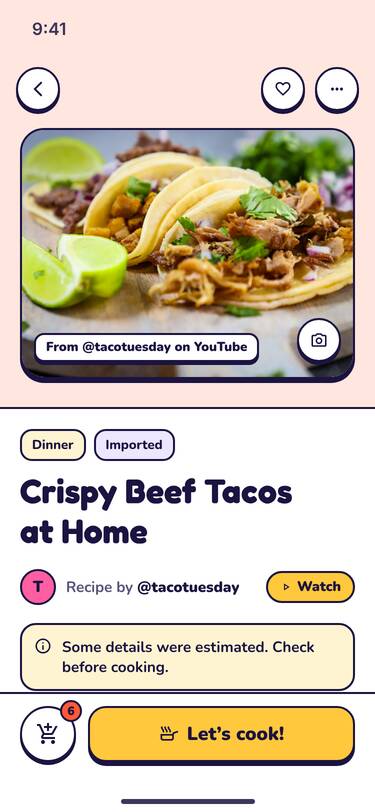 9:41
From @tacotuesday on YouTube
Dinner
Imported
Crispy Beef Tacos
at Home
T
Recipe by @tacotuesday
Watch
Some details were estimated. Check
before cooking.
6
Let's cook!